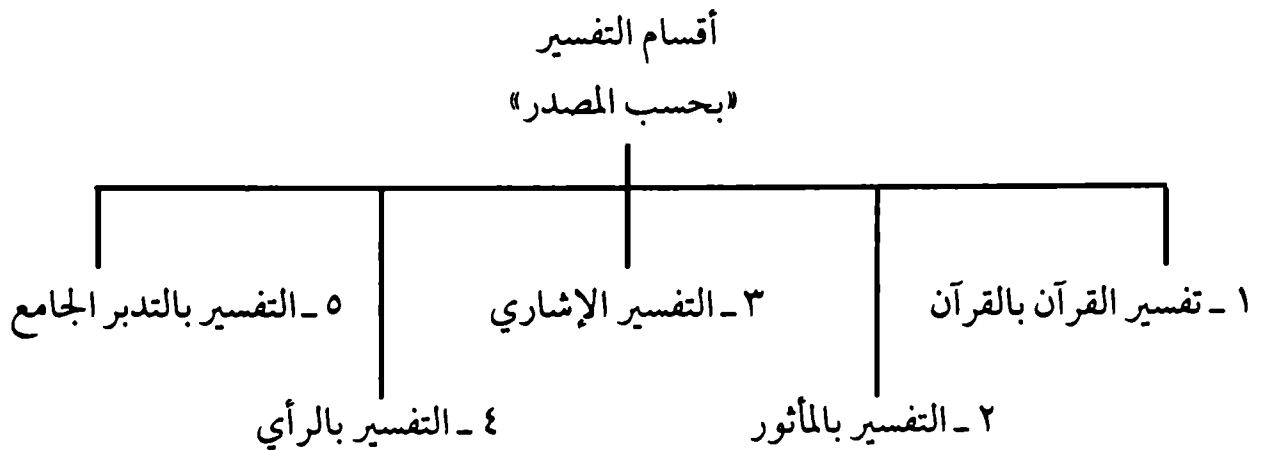 أقسام التفسير
«بحسب المصدر»
١ ـ تفسير القرآن بالقرآن
٢ ـ التفسير بالمأثور
٣ ـ التفسير الإشاري
٤ ـ التفسير بالرأي
٥ ـ التفسير بالتدبر الجامع